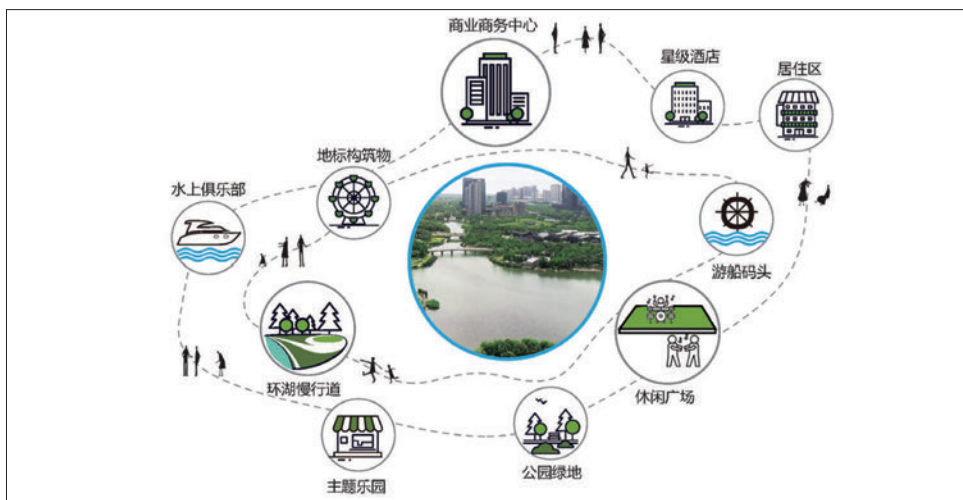 商业商务中心
星级酒店
居住区
地标构筑物
水上俱乐部
游船码头
环湖慢行道
休闲广场
公园绿地
主题乐园